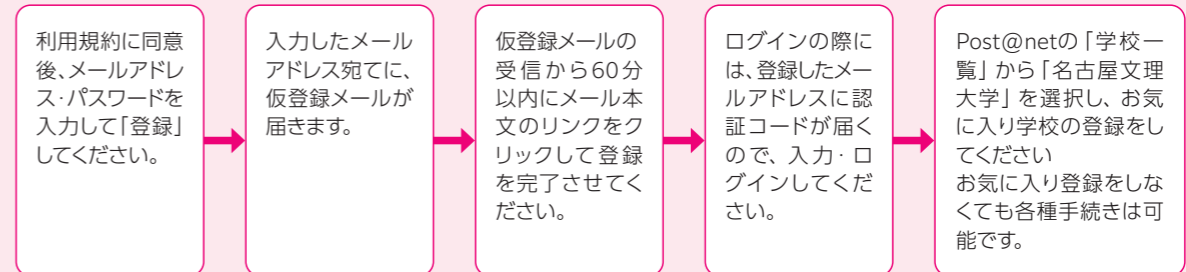 利用規約に同意
後、メールアドレ
ス・パスワードを
入力して「登録」
してください。
入力したメール
アドレス宛てに、
仮登録メールが
届きます。
仮登録メールの
受信から60分
以内にメール本
文のリンクをク
リックして登録
を完了させてく
ださい。
ログインの際に
は、登録したメー
ルアドレスに認
証コードが届く
ので、入力・ロ
グインしてくだ
さい。
Post@netの「学校一
覧」から「名古屋文理
大学」を選択し、お気
に入り学校の登録をし
てください
お気に入り登録をしな
くても各種手続きは可
能です。